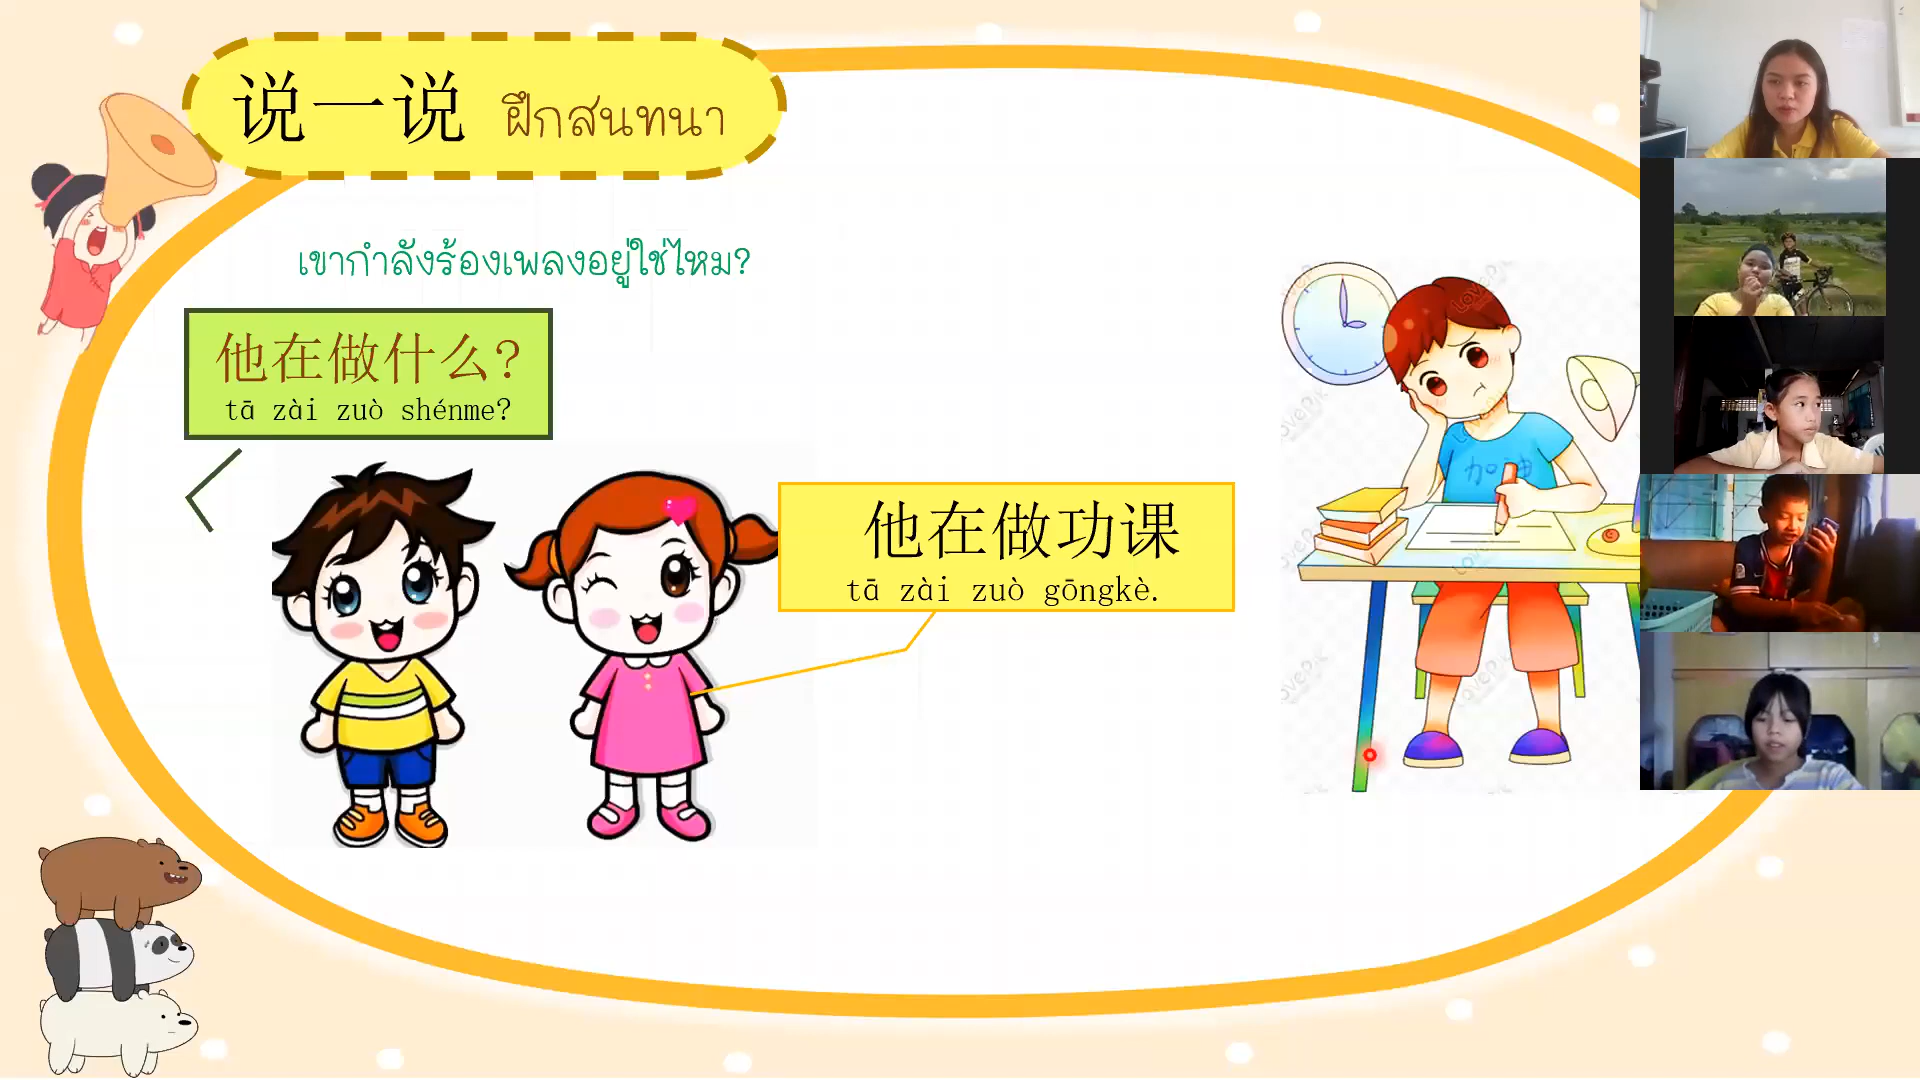 说一说 ฝึกสนทนา
เขากำลังร้องเพลงอยู่ใช่ไหม?
他在做什么?
tā zài zuò shénme?
他在做功课
tā zài zuò gōngkè.
加油